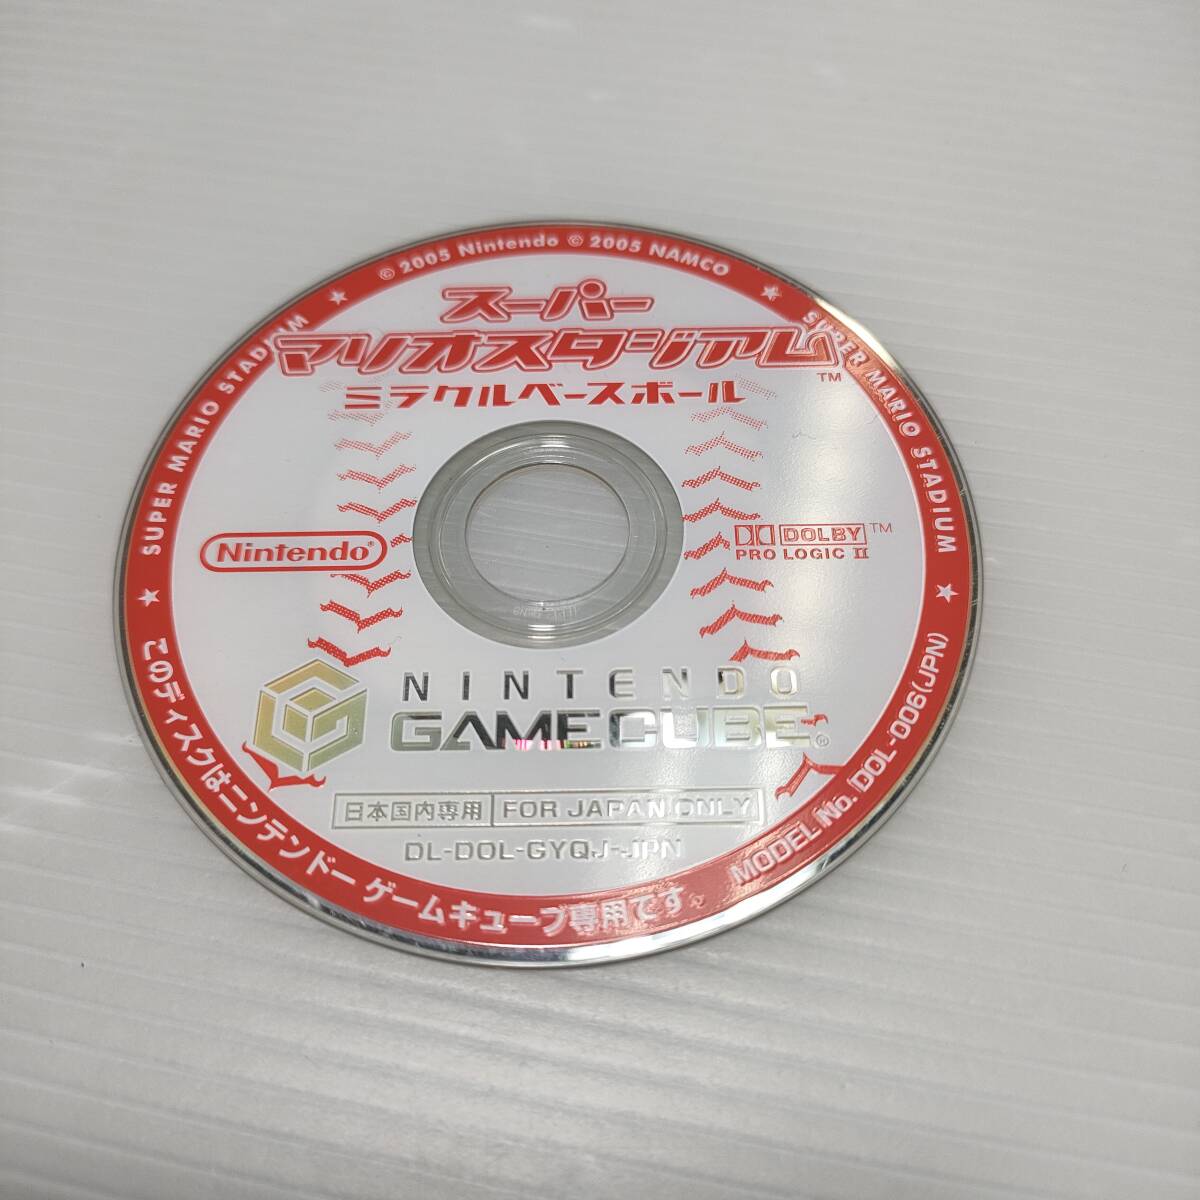 © 2005 Nintendo © 2005 NAMCO
スーパー
マリオスタジアム™
ミラクルベースボール
★ SUPER MARIO STADIUM ★
★ SUPER MARIO STADIUM ★
Nintendo®
DOLBY™
PRO LOGIC II
NINTENDO
GAMECUBE®
日本国内専用 FOR JAPAN ONLY
DL-DOL-GYQJ-JPN
このディスクはニンテンドー ゲームキューブ専用です
MODEL No. DOL-006(JPN)